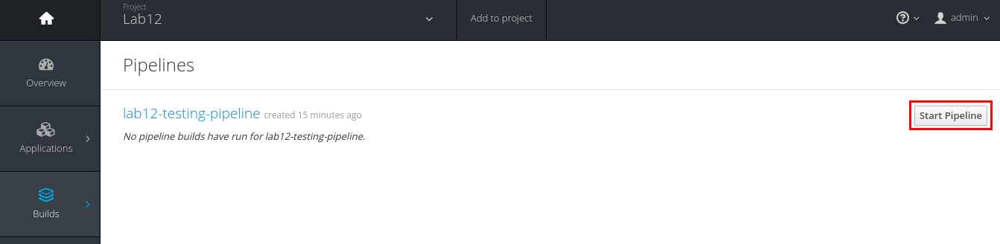 Project
Lab12
Add to project
admin
Overview
Applications
Builds
Pipelines
lab12-testing-pipeline created 15 minutes ago
Start Pipeline
No pipeline builds have run for lab12-testing-pipeline.